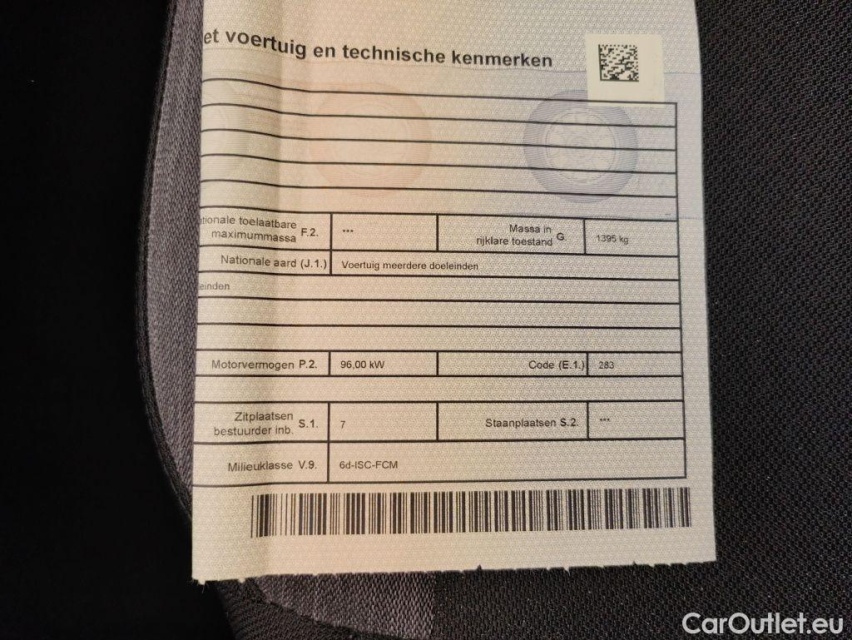 et voertuig en technische kenmerken
tionale toelaatbare
maximummassa F.2. *** Massa in
rijklare toestand G. 1395 kg
Nationale aard (J.1.) Voertuig meerdere doeleinden
einden
Motorvermogen P.2. 96,00 kW Code (E.1.) 283
Zitplaatsen
bestuurder inb. S.1. 7 Staanplaatsen S.2. ***
Milieuklasse V.9. 6d-ISC-FCM
CarOutlet.eu